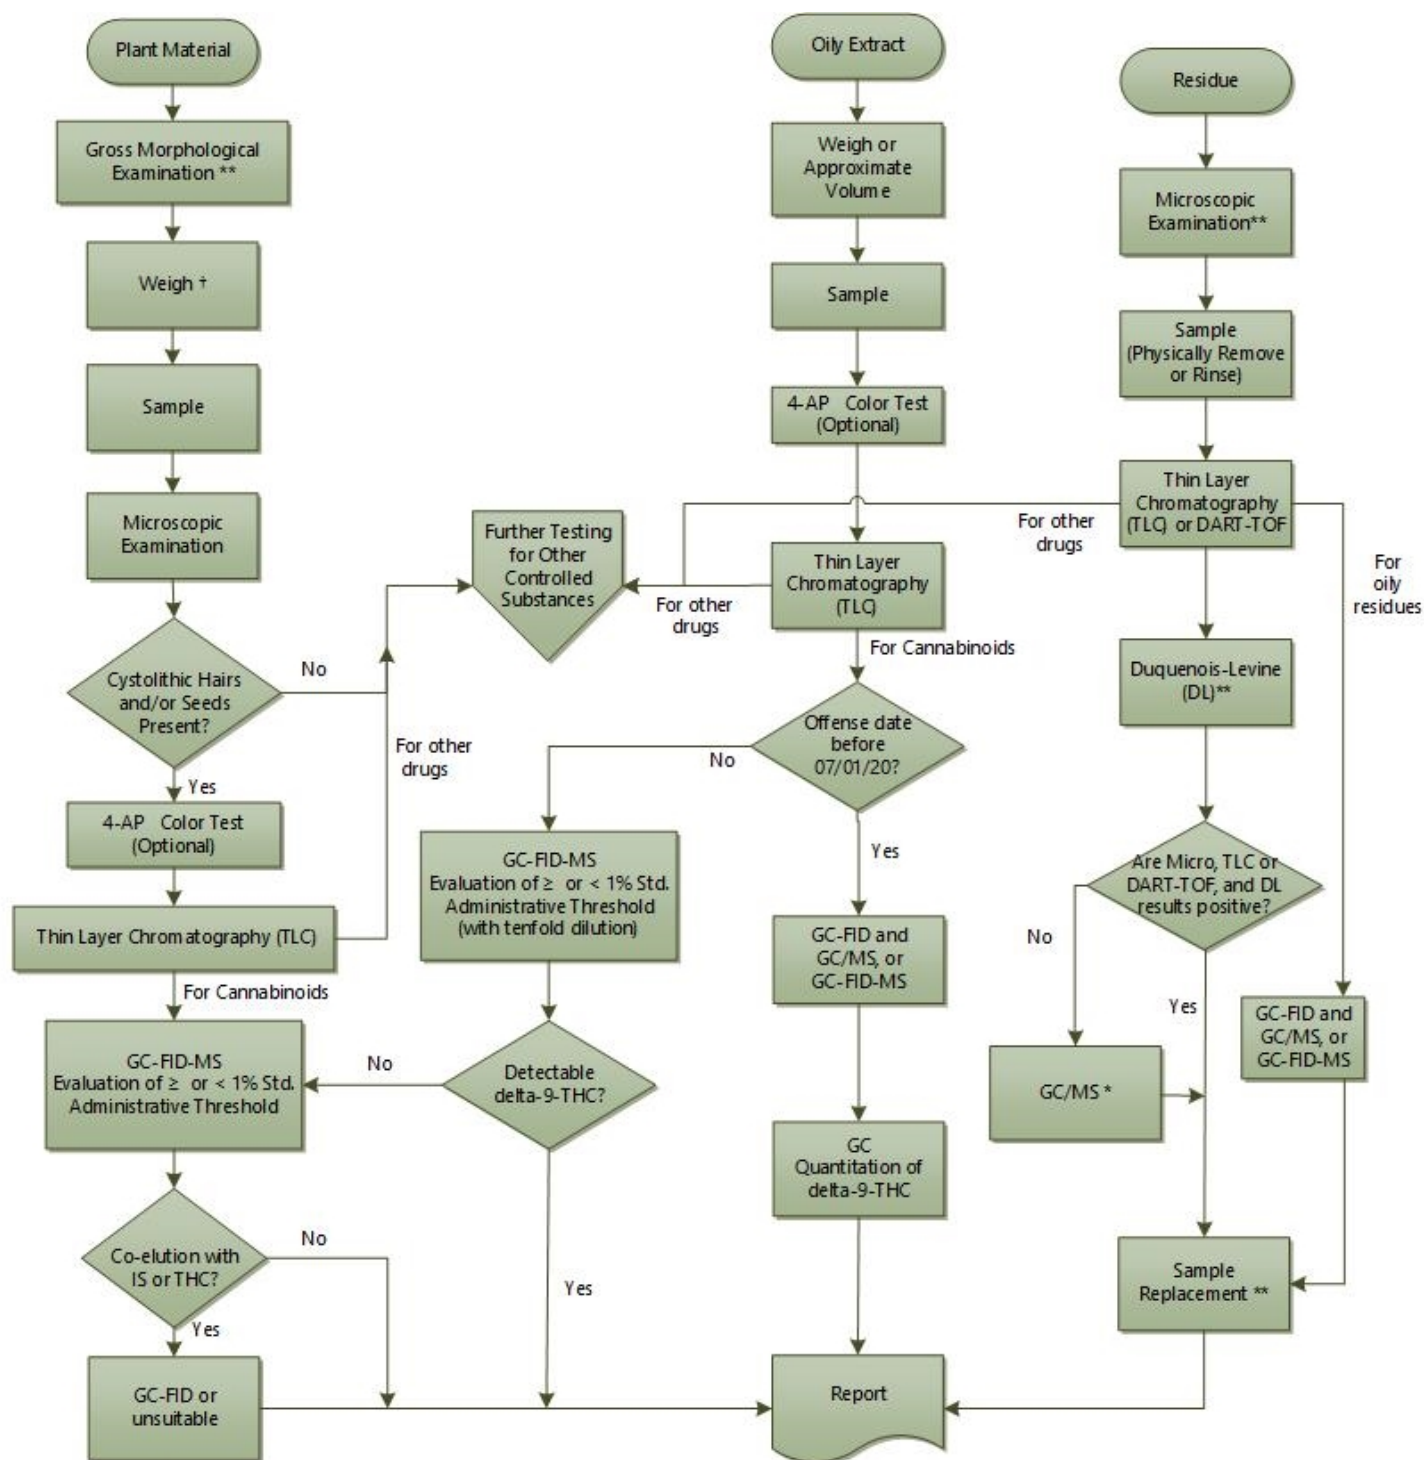 Plant Material
Gross Morphological
Examination **
Weigh †
Sample
Microscopic
Examination
Cystolithic Hairs
and/or Seeds
Present?
No
Yes
4-AP Color Test
(Optional)
Thin Layer Chromatography (TLC)
For other
drugs
For Cannabinoids
GC-FID-MS
Evaluation of ≥ or < 1% Std.
Administrative Threshold
Co-elution with
IS or THC?
No
Yes
GC-FID or
unsuitable
Further Testing
for Other
Controlled
Substances
Oily Extract
Weigh or
Approximate
Volume
Sample
4-AP Color Test
(Optional)
Thin Layer
Chromatography
(TLC)
For other
drugs
For Cannabinoids
Offense date
before
07/01/20?
No
Yes
GC-FID-MS
Evaluation of ≥ or < 1% Std.
Administrative Threshold
(with tenfold dilution)
Detectable
delta-9-THC?
No
Yes
GC-FID and
GC/MS, or
GC-FID-MS
GC
Quantitation of
delta-9-THC
Report
Residue
Microscopic
Examination**
Sample
(Physically Remove
or Rinse)
Thin Layer
Chromatography
(TLC) or DART-TOF
For other
drugs
For
oily
residues
Duquenois-Levine
(DL)**
Are Micro, TLC or
DART-TOF, and DL
results positive?
No
Yes
GC/MS *
GC-FID and
GC/MS, or
GC-FID-MS
Sample
Replacement **